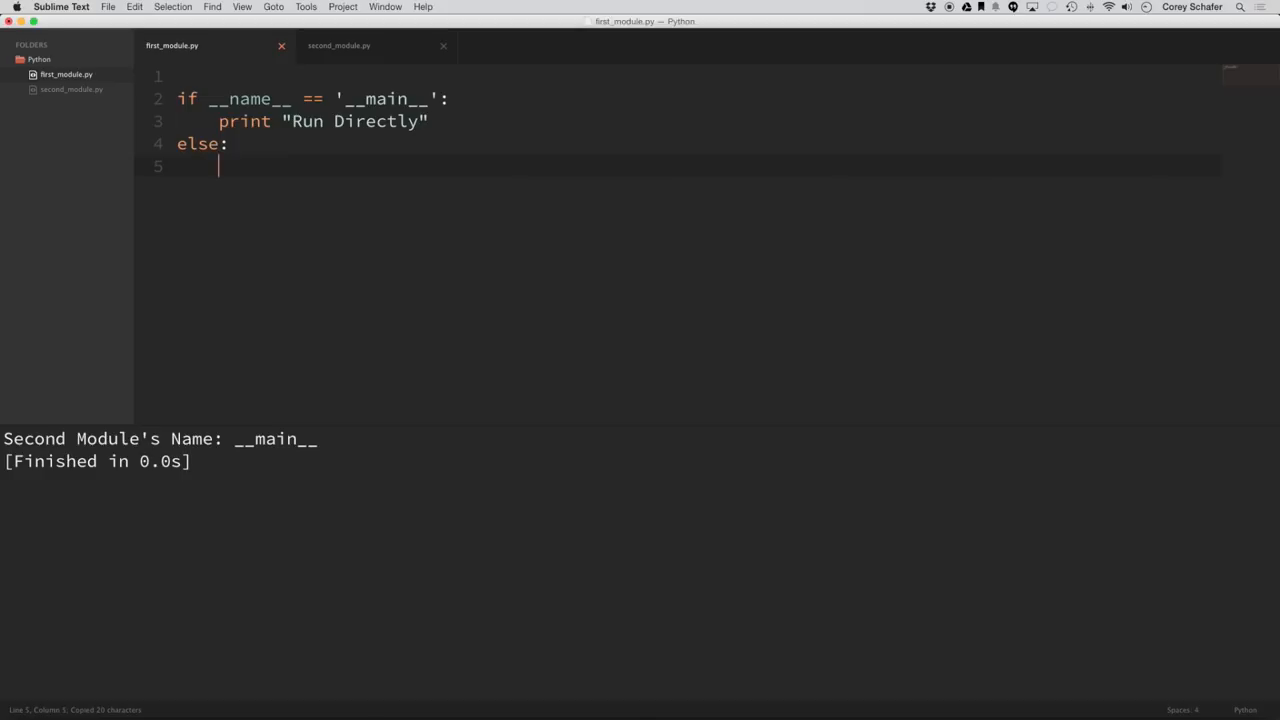 Sublime Text File Edit Selection Find View Goto Tools Project Window Help Corey Schafer
first_module.py — Python
FOLDERS
Python
first_module.py
second_module.py
first_module.py second_module.py
1
2 if __name__ == '__main__':
3 print "Run Directly"
4 else:
5
Second Module's Name: __main__
[Finished in 0.0s]
Line 5, Column 5; Copied 20 characters Spaces: 4 Python